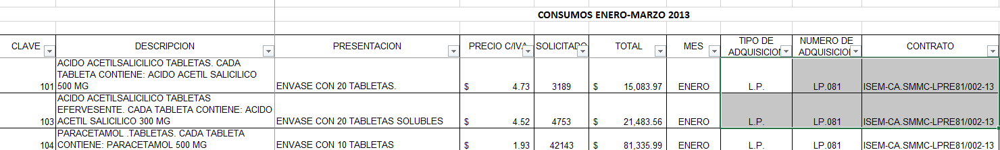 CONSUMOS ENERO-MARZO 2013
CLAVE DESCRIPCION PRESENTACION PRECIO C/IVA SOLICITADO TOTAL MES TIPO DE ADQUISICION NUMERO DE ADQUISICION CONTRATO
ACIDO ACETILSALICILICO TABLETAS. CADA
TABLETA CONTIENE: ACIDO ACETIL SALICILICO
101 500 MG ENVASE CON 20 TABLETAS. $ 4.73 3189 $ 15,083.97 ENERO L.P. LP.081 ISEM-CA.SMMC-LPRE81/002-13
ACIDO ACETILSALICILICO TABLETAS
EFERVESENTE. CADA TABLETA CONTIENE: ACIDO
103 ACETIL SALICILICO 300 MG ENVASE CON 20 TABLETAS SOLUBLES $ 4.52 4753 $ 21,483.56 ENERO L.P. LP.081 ISEM-CA.SMMC-LPRE81/002-13
PARACETAMOL .TABLETAS. CADA TABLETA
104 CONTIENE: PARACETAMOL 500 MG ENVASE CON 10 TABLETAS $ 1.93 42143 $ 81,335.99 ENERO L.P. LP.081 ISEM-CA.SMMC-LPRE81/002-13